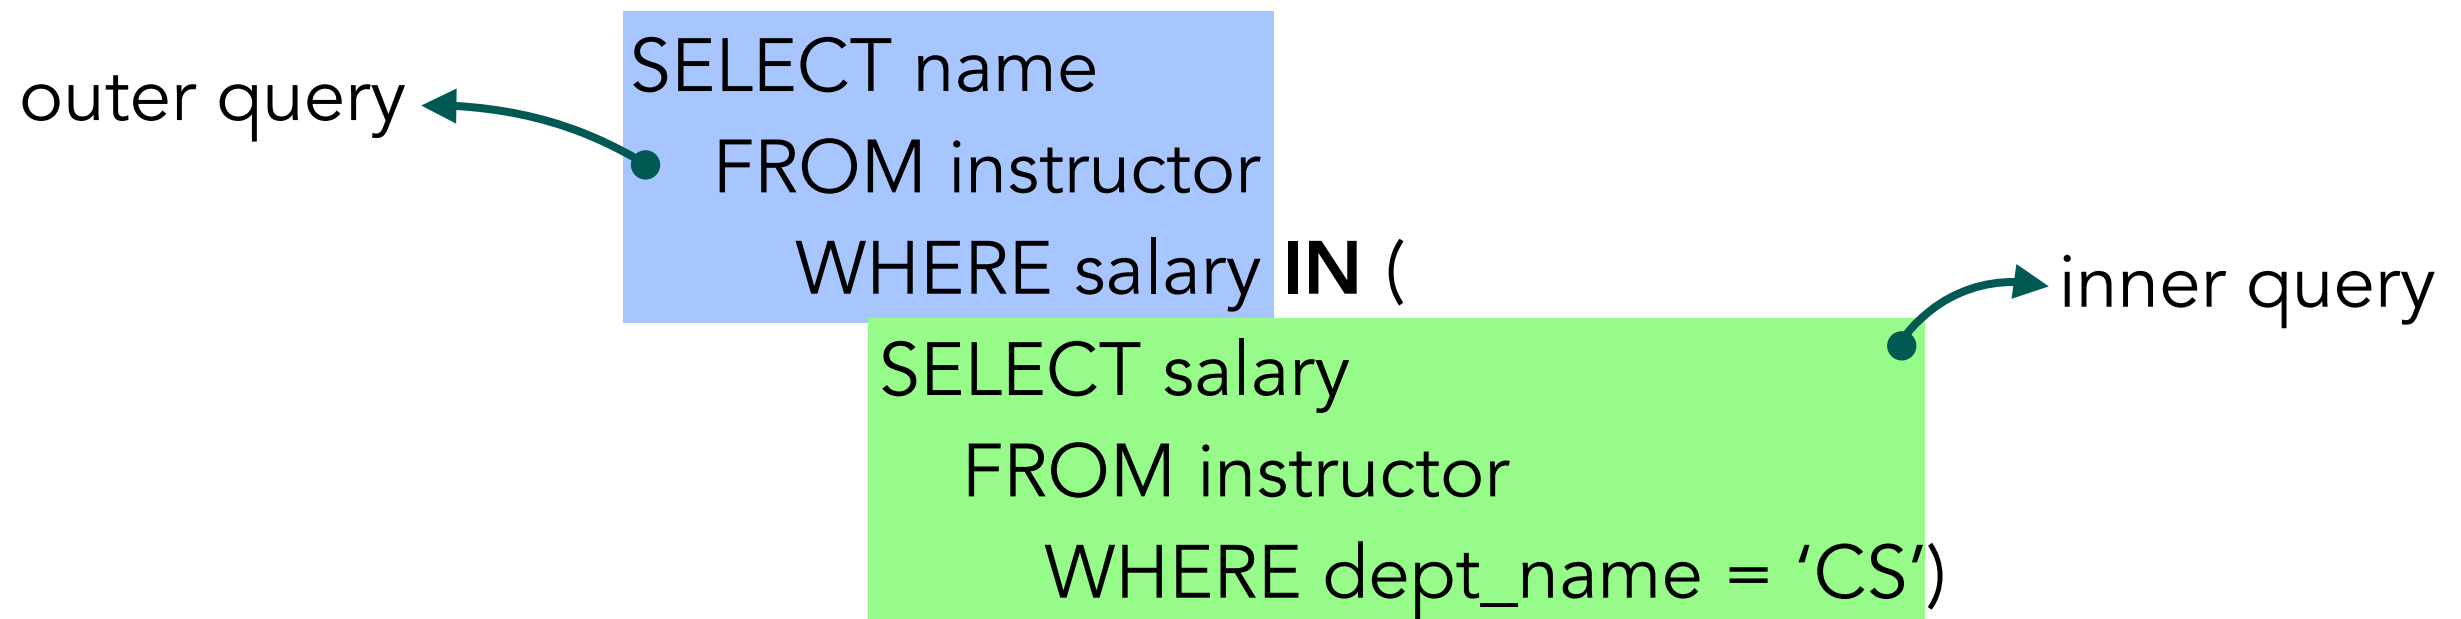 outer query
SELECT name
FROM instructor
WHERE salary IN (
inner query
SELECT salary
FROM instructor
WHERE dept_name = ‘CS’)